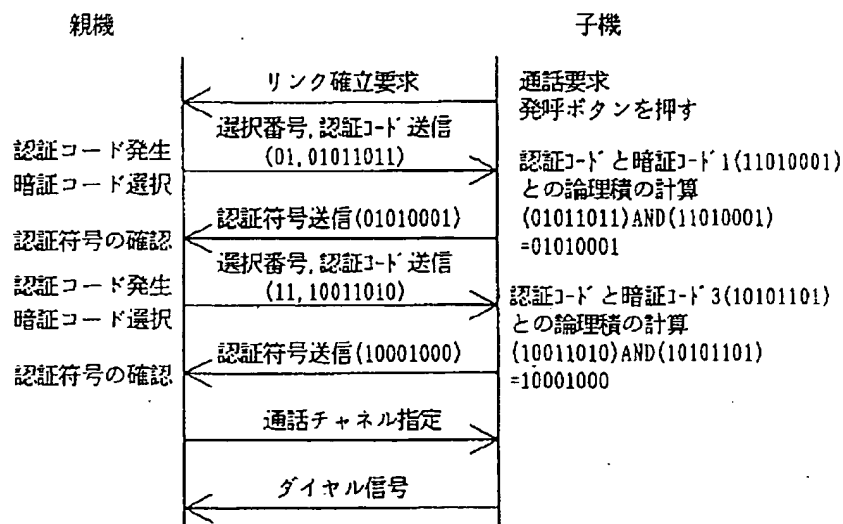 親機
子機
リンク確立要求
通話要求
発呼ボタンを押す
選択番号,認証コード送信
(01,01011011)
認証コード発生
暗証コード選択
認証コードと暗証コード1(11010001)
との論理積の計算
(01011011)AND(11010001)
=01010001
認証符号送信(01010001)
認証符号の確認
選択番号,認証コード送信
(11,10011010)
認証コード発生
暗証コード選択
認証コードと暗証コード3(10101101)
との論理積の計算
(10011010)AND(10101101)
=10001000
認証符号送信(10001000)
認証符号の確認
通話チャネル指定
ダイヤル信号